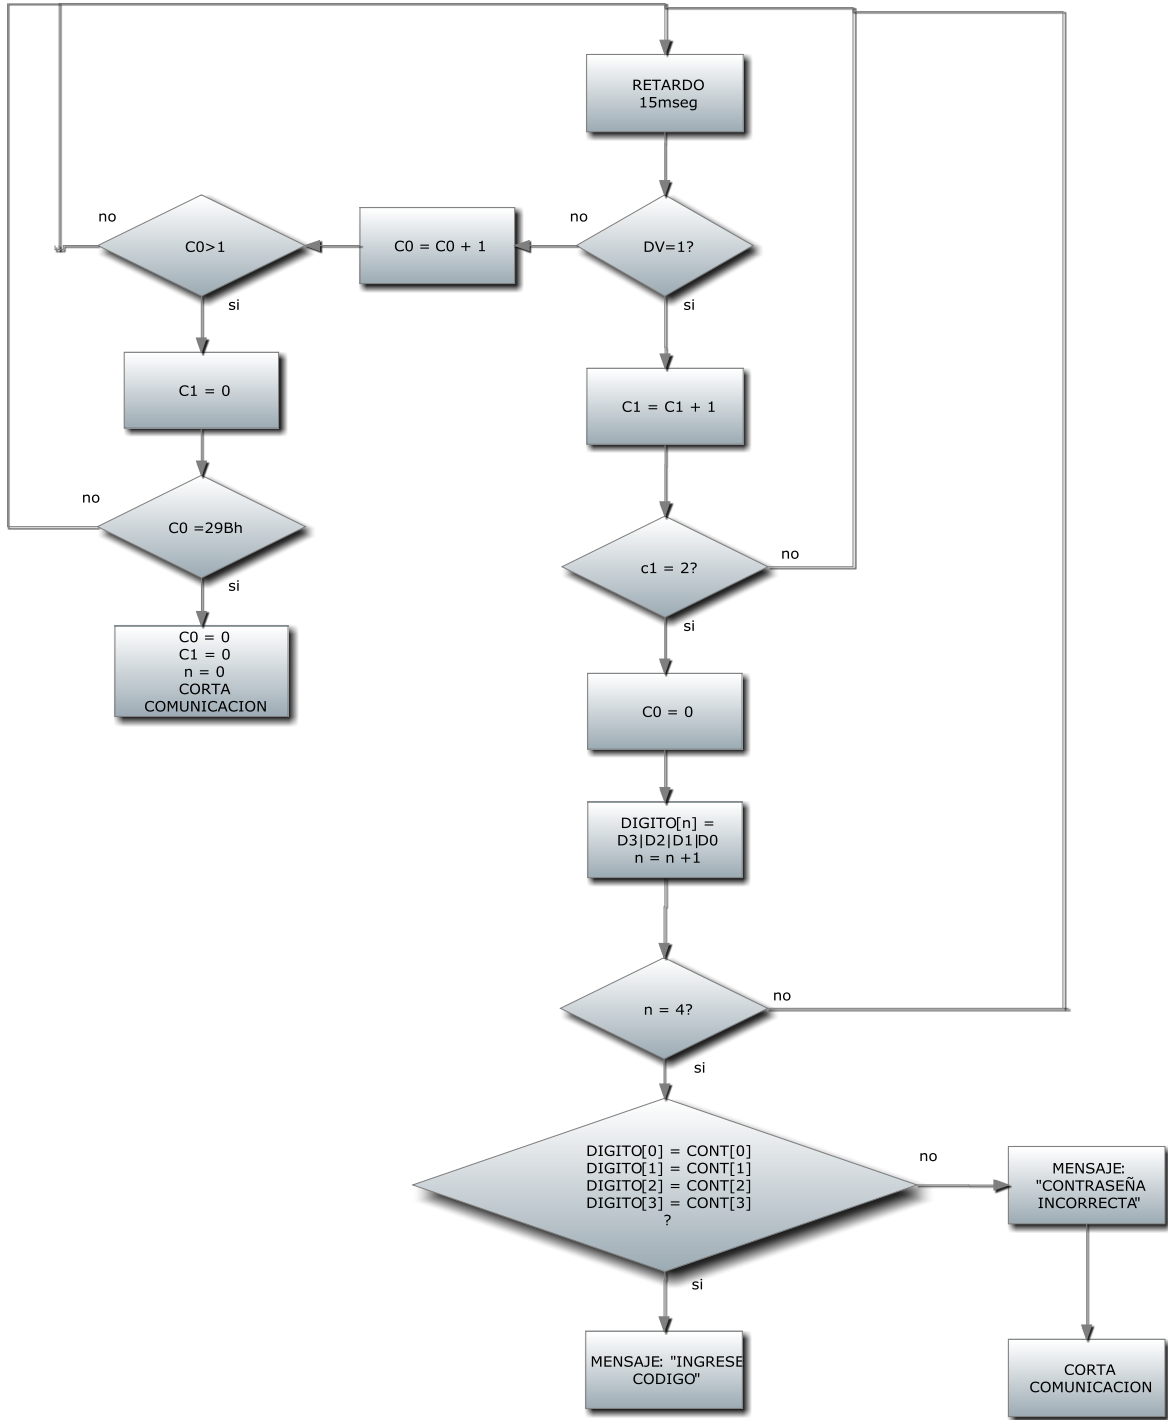 RETARDO
15mseg
no
no
C0>1
C0 = C0 + 1
DV=1?
si
si
C1 = 0
C1 = C1 + 1
no
C0 =29Bh
no
c1 = 2?
si
si
C0 = 0
C1 = 0
n = 0
CORTA
COMUNICACION
C0 = 0
DIGITO[n] =
D3|D2|D1|D0
n = n +1
no
n = 4?
si
DIGITO[0] = CONT[0]
DIGITO[1] = CONT[1]
DIGITO[2] = CONT[2]
DIGITO[3] = CONT[3]
?
no
MENSAJE:
"CONTRASEÑA
INCORRECTA"
si
MENSAJE: "INGRESE
CODIGO"
CORTA
COMUNICACION